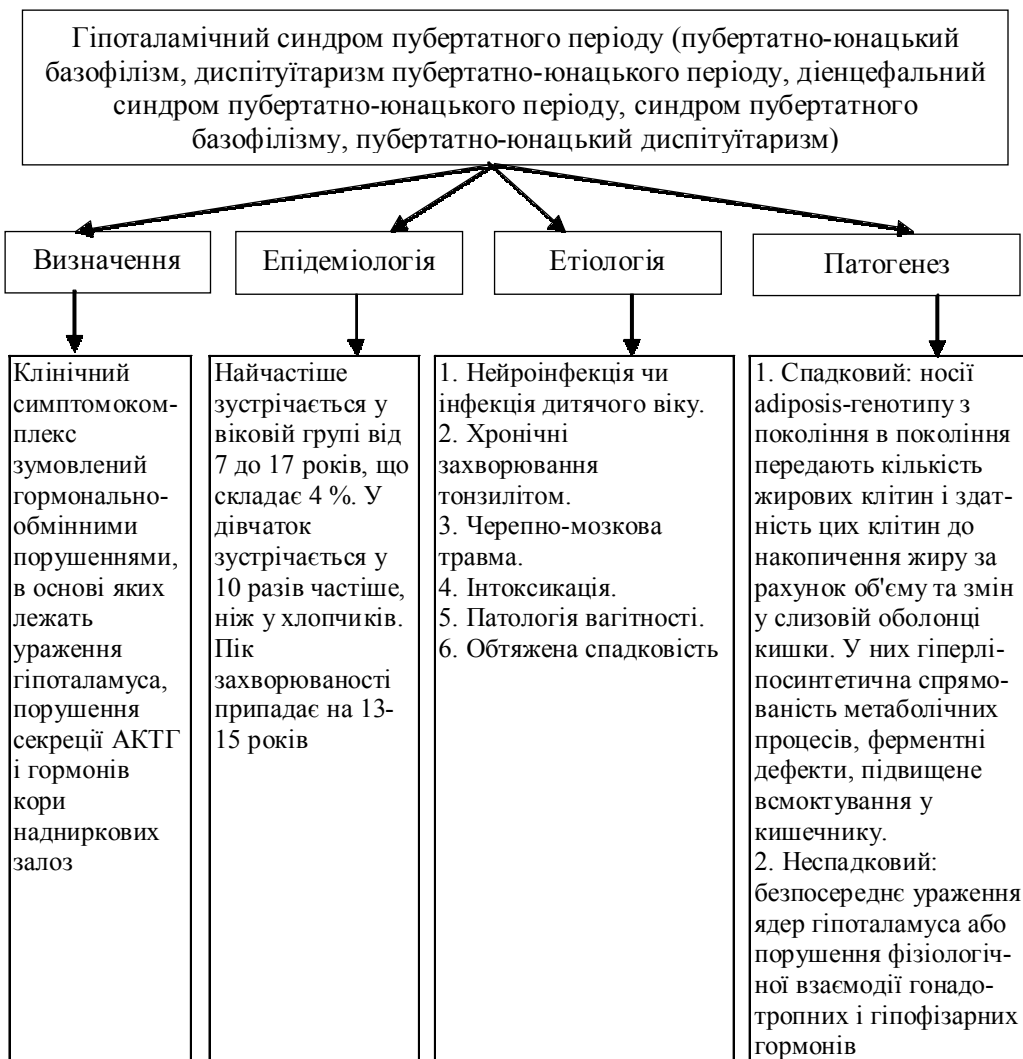 Гіпоталамічний синдром пубертатного періоду (пубертатно-юнацький
базофілізм, диспітуїтаризм пубертатно-юнацького періоду, діенцефальний
синдром пубертатно-юнацького періоду, синдром пубертатного
базофілізму, пубертатно-юнацький диспітуїтаризм)
Визначення
Епідеміологія
Етіологія
Патогенез
Клінічний
симптомоком-
плекс
зумовлений
гормонально-
обмінними
порушеннями,
в основі яких
лежать
ураження
гіпоталамуса,
порушення
секреції АКТГ
і гормонів
кори
надниркових
залоз
Найчастіше
зустрічається у
віковій групі від
7 до 17 років, що
складає 4 %. У
дівчаток
зустрічається у
10 разів частіше,
ніж у хлопчиків.
Пік
захворюваності
припадає на 13-
15 років
1. Нейроінфекція чи
інфекція дитячого віку.
2. Хронічні
захворювання
тонзилітом.
3. Черепно-мозкова
травма.
4. Інтоксикація.
5. Патологія вагітності.
6. Обтяжена спадковість
1. Спадковий: носії
adiposis-генотипу з
покоління в покоління
передають кількість
жирових клітин і здат-
ність цих клітин до
накопичення жиру за
рахунок об'єму та змін
у слизовій оболонці
кишки. У них гіперлі-
посинтетична спрямо-
ваність метаболічних
процесів, ферментні
дефекти, підвищене
всмоктування у
кишечнику.
2. Неспадковий:
безпосереднє ураження
ядер гіпоталамуса або
порушення фізіологіч-
ної взаємодії гонадо-
тропних і гіпофізарних
гормонів